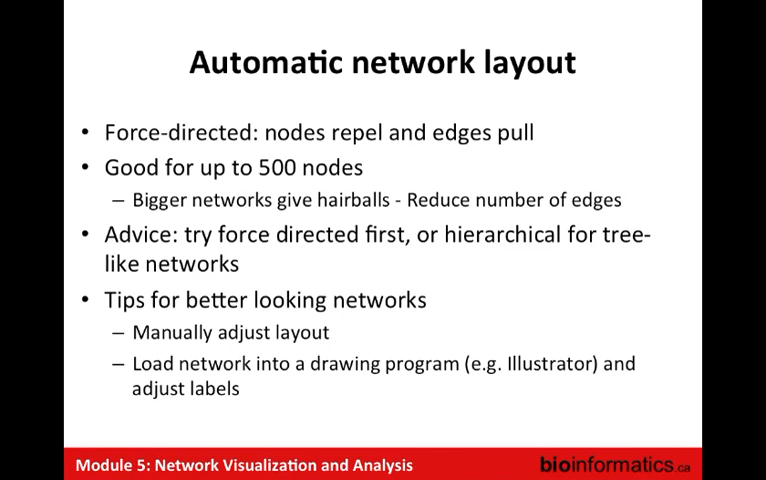 Automatic network layout
• Force-directed: nodes repel and edges pull
• Good for up to 500 nodes
– Bigger networks give hairballs - Reduce number of edges
• Advice: try force directed first, or hierarchical for tree-
like networks
• Tips for better looking networks
– Manually adjust layout
– Load network into a drawing program (e.g. Illustrator) and
adjust labels
Module 5: Network Visualization and Analysis
bioinformatics.ca